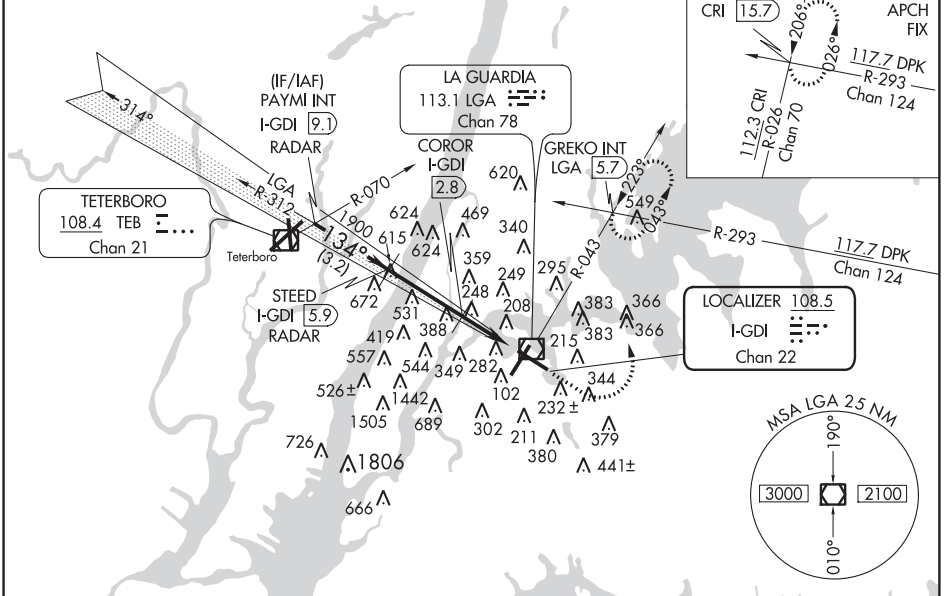 CRI 15.7
206°
026°
APCH
FIX
117.7 DPK
R-293
Chan 124
112.3 CRI
R-026
Chan 70
314°
(IF/IAF)
PAYMI INT
I-GDI 9.1
RADAR
LA GUARDIA
113.1 LGA
Chan 78
COROR
I-GDI
2.8
GREKO INT
LGA 5.7
223°
043°
549
R-293
117.7 DPK
Chan 124
R-043
LGA
R-312
R-070
1900
134°
(3.2)
TETERBORO
108.4 TEB
Chan 21
Teterboro
STEED
I-GDI 5.9
RADAR
LOCALIZER 108.5
I-GDI
Chan 22
620
624
624
469
340
615
359
249
295
672
248
208
383
366
531
388
383
366
419
215
557
544
349
282
344
526±
1442
102
232±
1505
689
302
211
379
380
726
1806
441±
666
MSA LGA 25 NM
190°
3000
2100
010°